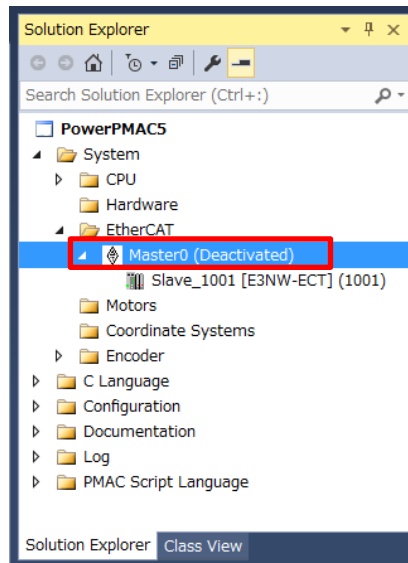 Solution Explorer
Search Solution Explorer (Ctrl+:)
PowerPMAC5
System
CPU
Hardware
EtherCAT
Master0 (Deactivated)
Slave_1001 [E3NW-ECT] (1001)
Motors
Coordinate Systems
Encoder
C Language
Configuration
Documentation
Log
PMAC Script Language
Solution Explorer Class View